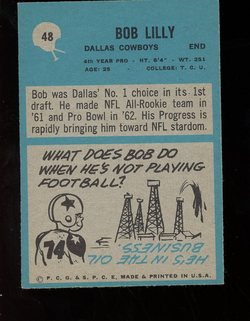 48
BOB LILLY
DALLAS COWBOYS END
4th YEAR PRO - HT. 6'4" - WT. 251
AGE: 25 - COLLEGE: T. C. U.
Bob was Dallas' No. 1 choice in its 1st
draft. He made NFL All-Rookie team in
'61 and Pro Bowl in '62. His Progress is
rapidly bringing him toward NFL stardom.
WHAT DOES BOB DO
WHEN HE'S NOT PLAYING
FOOTBALL?
74
HE'S IN THE OIL
BUSINESS.
© P. C. G. & S. P. C. E. MADE & PRINTED IN U.S.A.